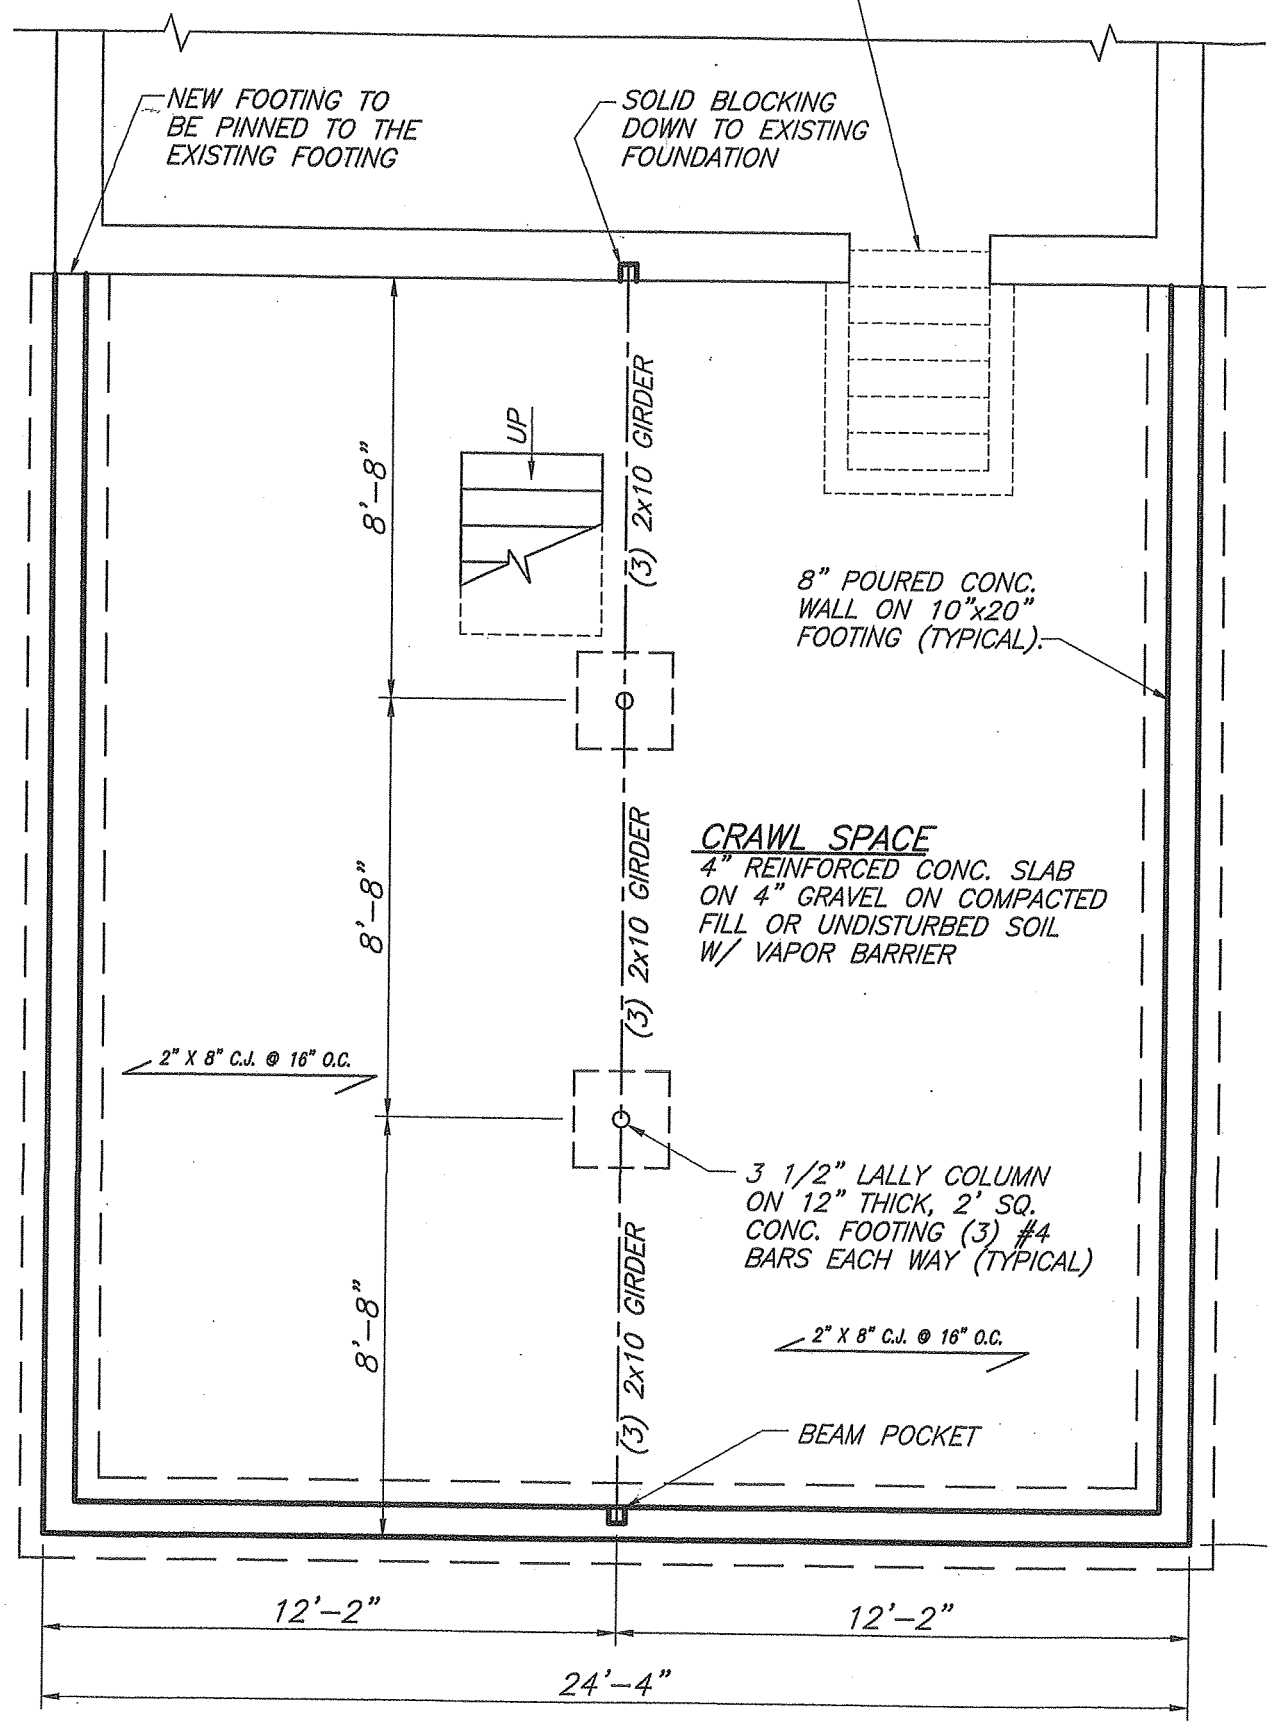 NEW FOOTING TO
BE PINNED TO THE
EXISTING FOOTING
SOLID BLOCKING
DOWN TO EXISTING
FOUNDATION
UP
(3) 2x10 GIRDER
8'-8"
8" POURED CONC.
WALL ON 10"x20"
FOOTING (TYPICAL).
CRAWL SPACE
4" REINFORCED CONC. SLAB
ON 4" GRAVEL ON COMPACTED
FILL OR UNDISTURBED SOIL
W/ VAPOR BARRIER
(3) 2x10 GIRDER
8'-8"
2" X 8" C.J. @ 16" O.C.
3 1/2" LALLY COLUMN
ON 12" THICK, 2' SQ.
CONC. FOOTING (3) #4
BARS EACH WAY (TYPICAL)
(3) 2x10 GIRDER
8'-8"
2" X 8" C.J. @ 16" O.C.
BEAM POCKET
12'-2"
12'-2"
24'-4"